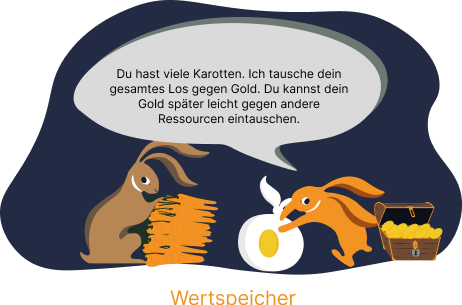 Du hast viele Karotten. Ich tausche dein
gesamtes Los gegen Gold. Du kannst dein
Gold später leicht gegen andere
Ressourcen eintauschen.
Wertspeicher